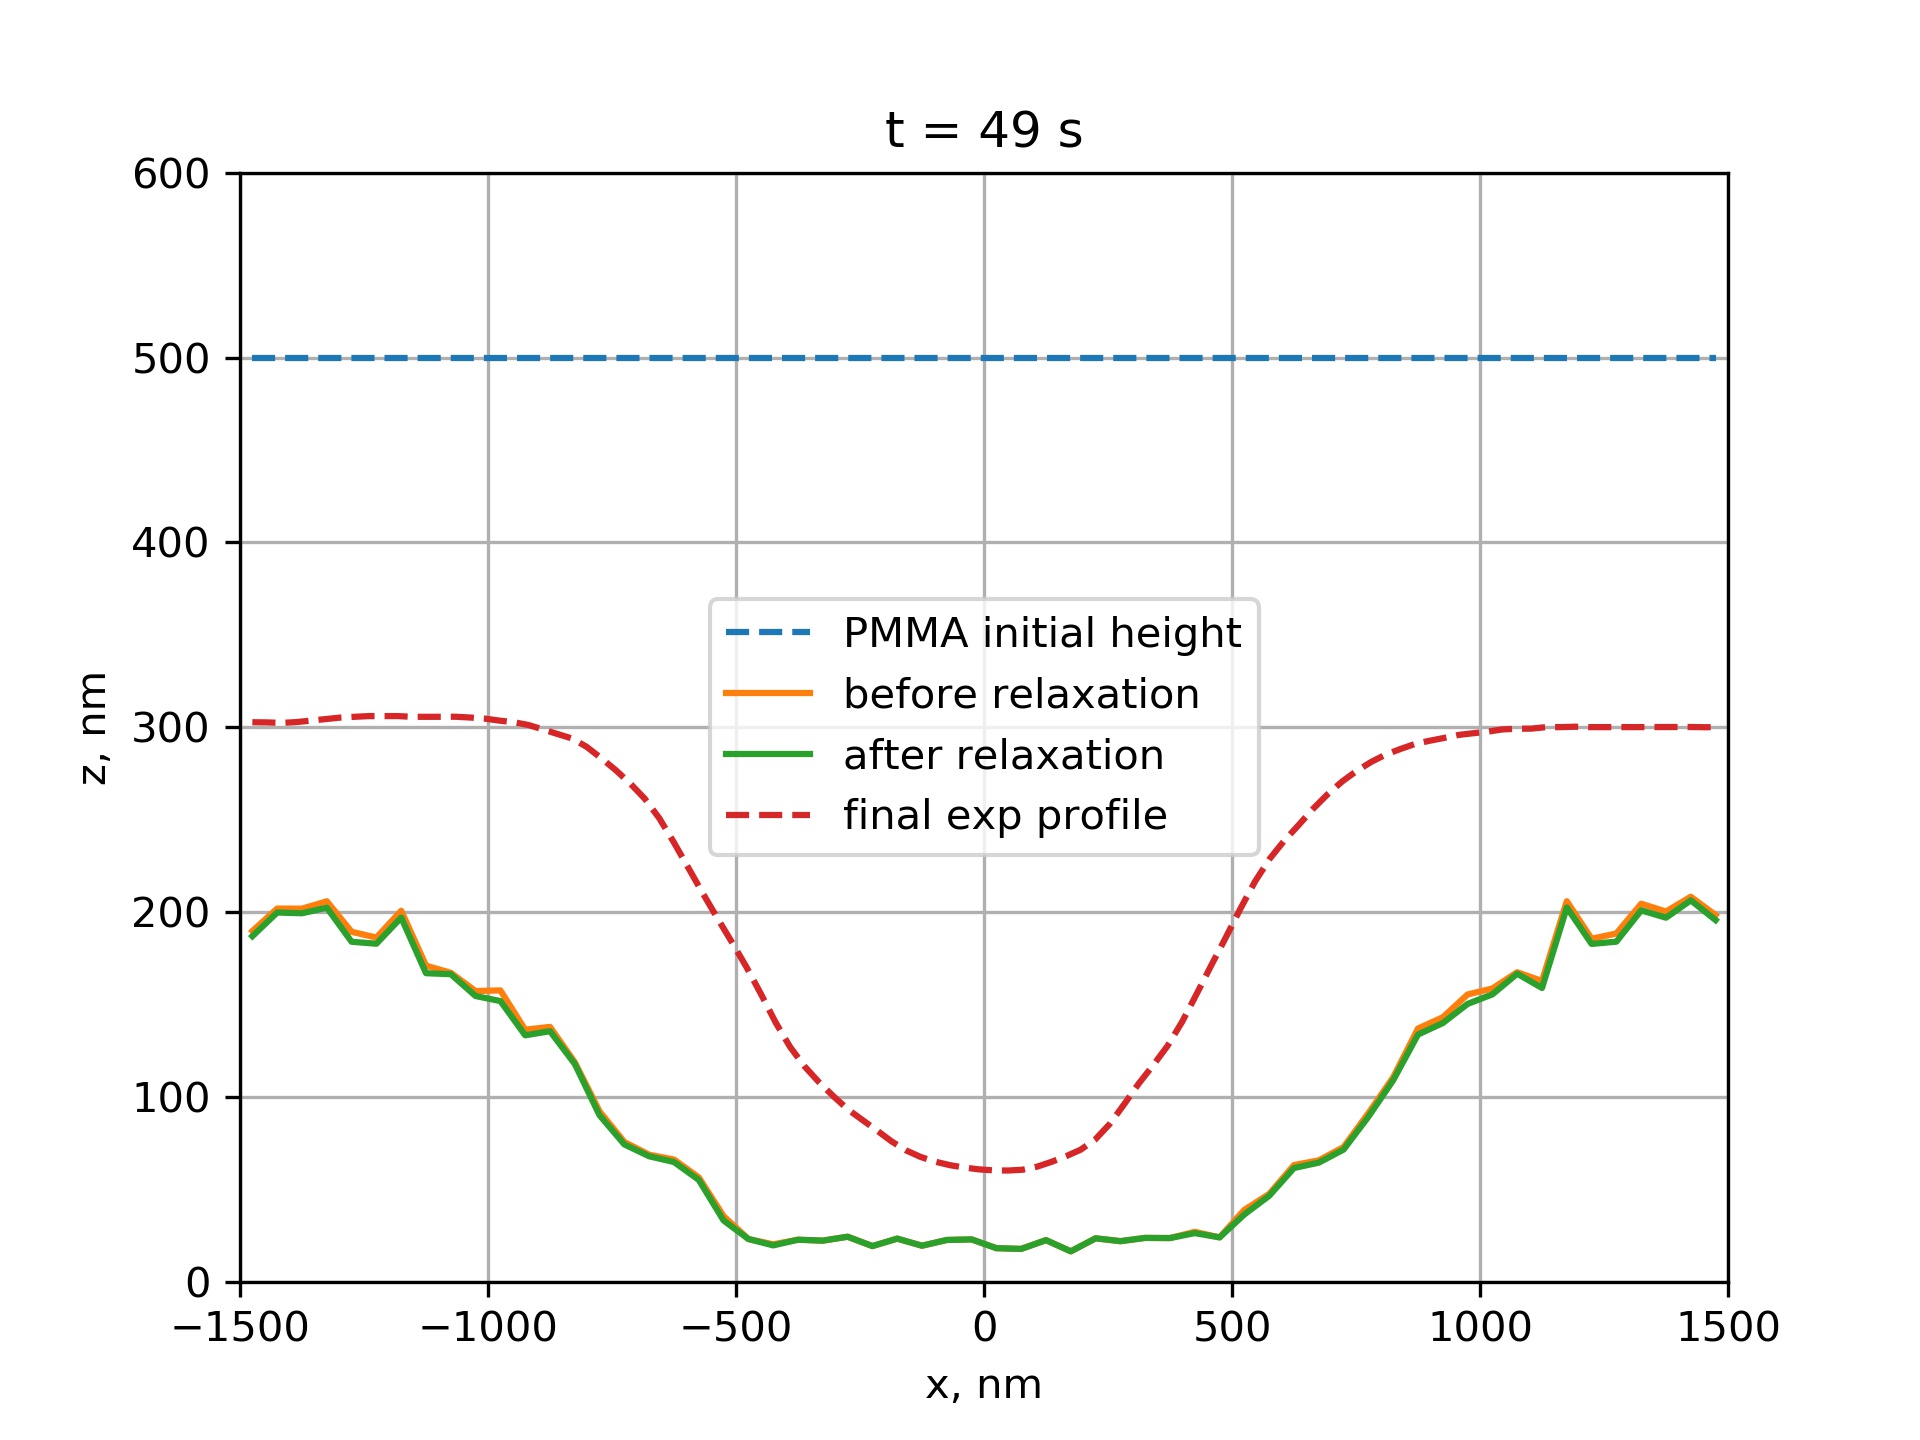 t = 49 s
600
500
400
300
200
100
0
z, nm
PMMA initial height
before relaxation
after relaxation
final exp profile
−1500 −1000 −500 0 500 1000 1500
x, nm